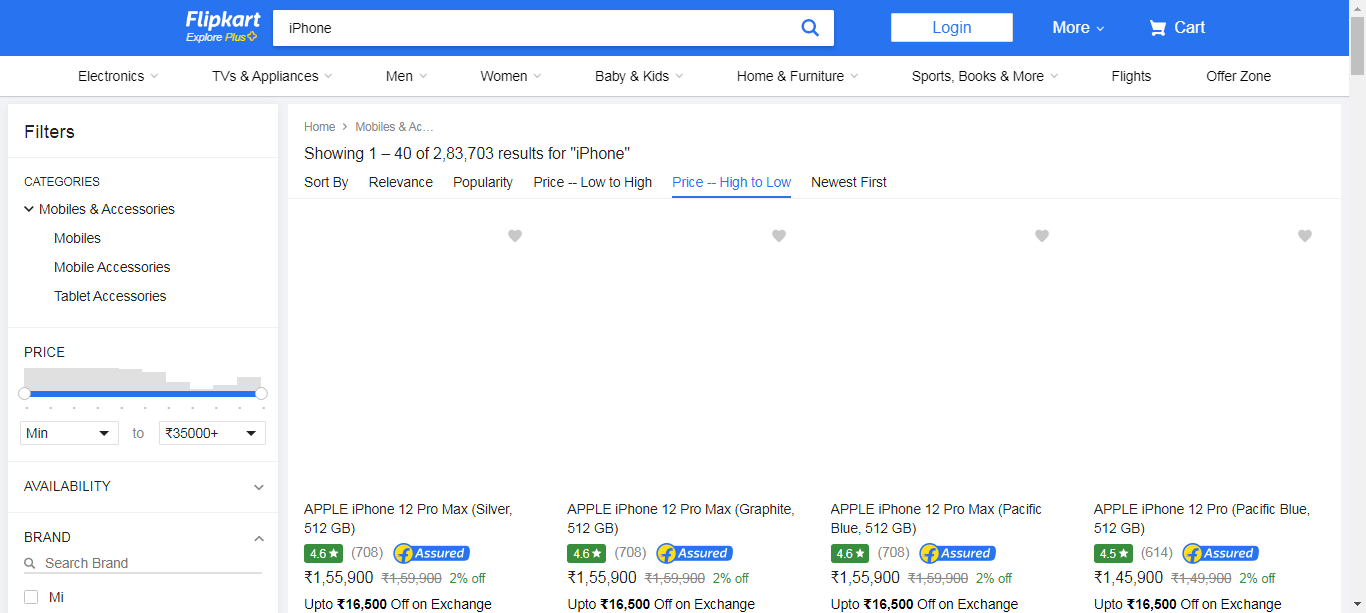 Flipkart
Explore Plus
iPhone
Login
More
Cart
Electronics
TVs & Appliances
Men
Women
Baby & Kids
Home & Furniture
Sports, Books & More
Flights
Offer Zone
Filters
CATEGORIES
Mobiles & Accessories
Mobiles
Mobile Accessories
Tablet Accessories
PRICE
Min
to
₹35000+
AVAILABILITY
BRAND
Search Brand
Mi
Home
Mobiles & Ac...
Showing 1 – 40 of 2,83,703 results for "iPhone"
Sort By Relevance Popularity Price -- Low to High Price -- High to Low Newest First
APPLE iPhone 12 Pro Max (Silver,
512 GB)
4.6 (708) Assured
₹1,55,900 ₹1,59,900 2% off
Upto ₹16,500 Off on Exchange
APPLE iPhone 12 Pro Max (Graphite,
512 GB)
4.6 (708) Assured
₹1,55,900 ₹1,59,900 2% off
Upto ₹16,500 Off on Exchange
APPLE iPhone 12 Pro Max (Pacific
Blue, 512 GB)
4.6 (708) Assured
₹1,55,900 ₹1,59,900 2% off
Upto ₹16,500 Off on Exchange
APPLE iPhone 12 Pro (Pacific Blue,
512 GB)
4.5 (614) Assured
₹1,45,900 ₹1,49,900 2% off
Upto ₹16,500 Off on Exchange